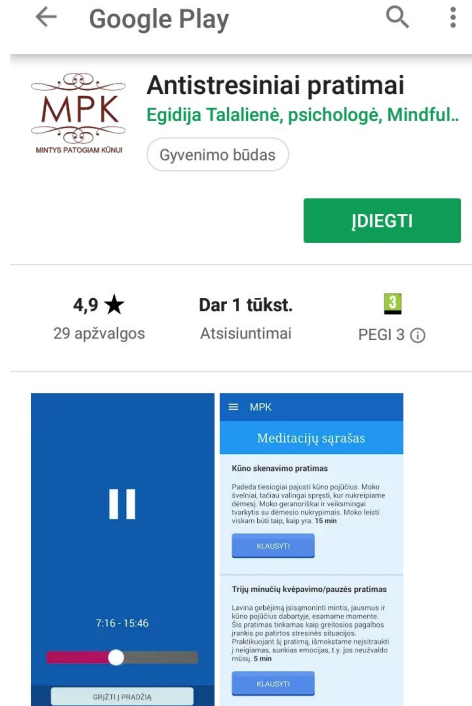 Google Play
MPK
MINTYS PATOGIAM KŪNUI
Antistresiniai pratimai
Egidija Talalienė, psichologė, Mindful..
Gyvenimo būdas
ĮDIEGTI
4,9 ★
29 apžvalgos
Dar 1 tūkst.
Atsisiuntimai
3
PEGI 3
7:16 - 15:46
GRĮŽTI Į PRADŽIĄ
MPK
Meditacijų sąrašas
Kūno skenavimo pratimas
Padeda tiesiogiai pajusti kūno pojūčius. Moko
švelniai, tačiau valingai spręsti, kur nukreipiame
dėmesį. Moko geranoriškai ir veiksmingai
tvarkytis su dėmesio nukrypimais. Moko leisti
viskam būti taip, kaip yra. 15 min
KLAUSYTI
Trijų minučių kvėpavimo/pauzės pratimas
Lavina gebėjimą įsisąmoninti mintis, jausmus ir
kūno pojūčius dabartyje, esamame momente.
Šis pratimas tinkamas kaip greitosios pagalbos
įrankis po patirtos stresinės situacijos.
Praktikuojant šį pratimą, išmokstame neįsitraukti
į neigiamas, sunkias emocijas, t.y. jos neužvaldo
mūsų. 5 min
KLAUSYTI